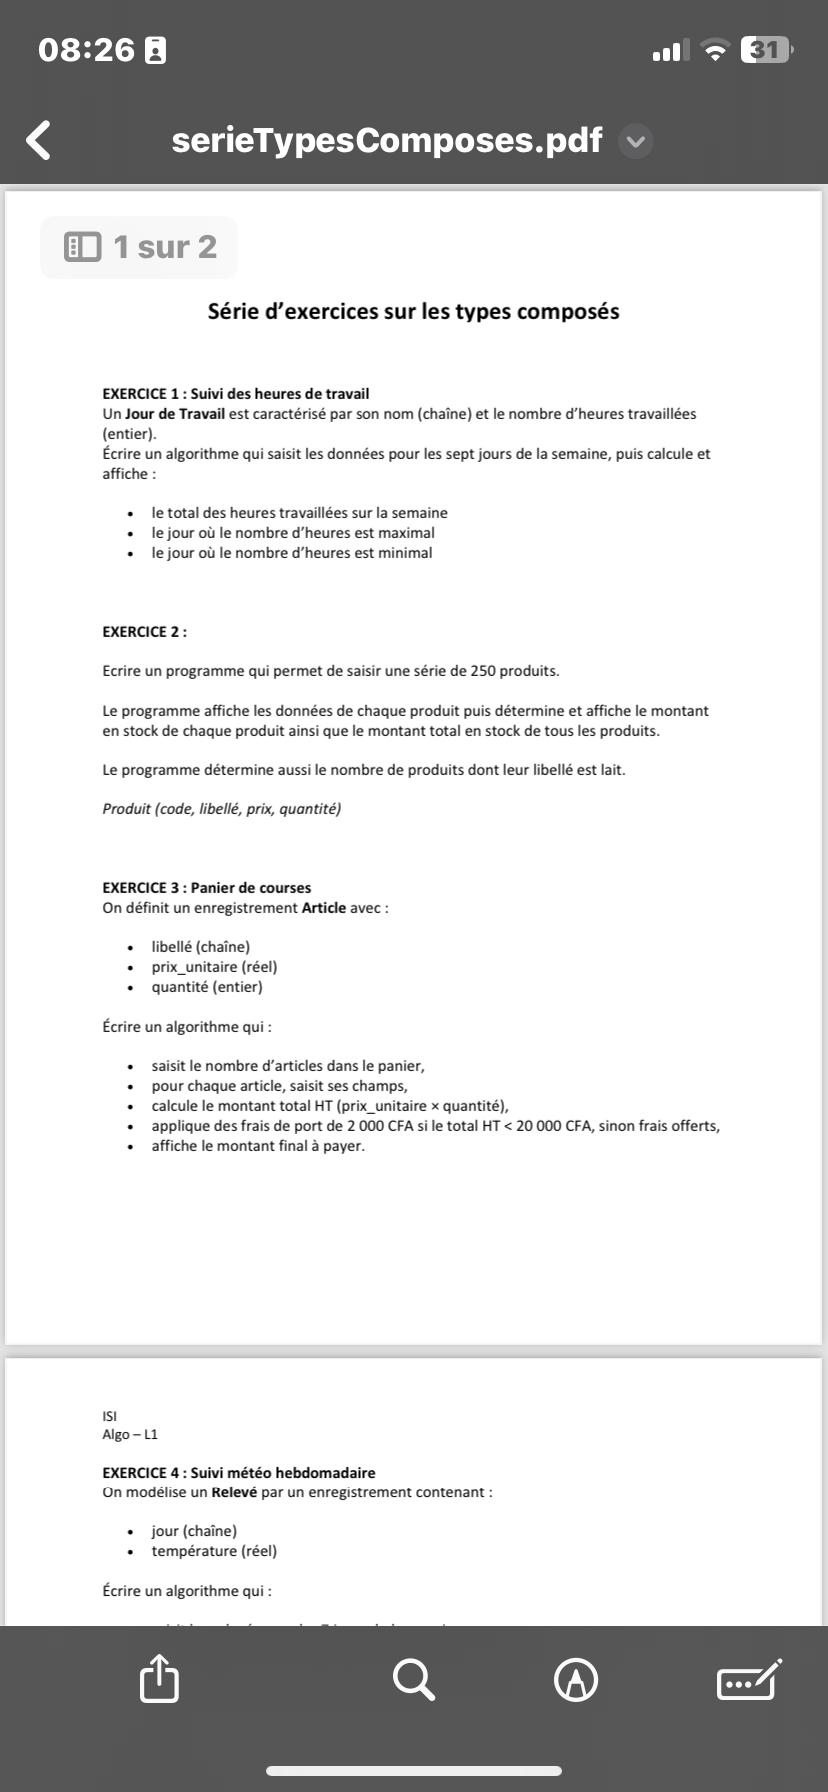 08:26
31
serieTypesComposes.pdf
1 sur 2
Série d’exercices sur les types composés
EXERCICE 1 : Suivi des heures de travail
Un Jour de Travail est caractérisé par son nom (chaîne) et le nombre d’heures travaillées
(entier).
Écrire un algorithme qui saisit les données pour les sept jours de la semaine, puis calcule et
affiche :
• le total des heures travaillées sur la semaine
• le jour où le nombre d’heures est maximal
• le jour où le nombre d’heures est minimal
EXERCICE 2 :
Ecrire un programme qui permet de saisir une série de 250 produits.
Le programme affiche les données de chaque produit puis détermine et affiche le montant
en stock de chaque produit ainsi que le montant total en stock de tous les produits.
Le programme détermine aussi le nombre de produits dont leur libellé est lait.
Produit (code, libellé, prix, quantité)
EXERCICE 3 : Panier de courses
On définit un enregistrement Article avec :
• libellé (chaîne)
• prix_unitaire (réel)
• quantité (entier)
Écrire un algorithme qui :
• saisit le nombre d’articles dans le panier,
• pour chaque article, saisit ses champs,
• calcule le montant total HT (prix_unitaire × quantité),
• applique des frais de port de 2 000 CFA si le total HT < 20 000 CFA, sinon frais offerts,
• affiche le montant final à payer.
ISI
Algo – L1
EXERCICE 4 : Suivi météo hebdomadaire
On modélise un Relevé par un enregistrement contenant :
• jour (chaîne)
• température (réel)
Écrire un algorithme qui :